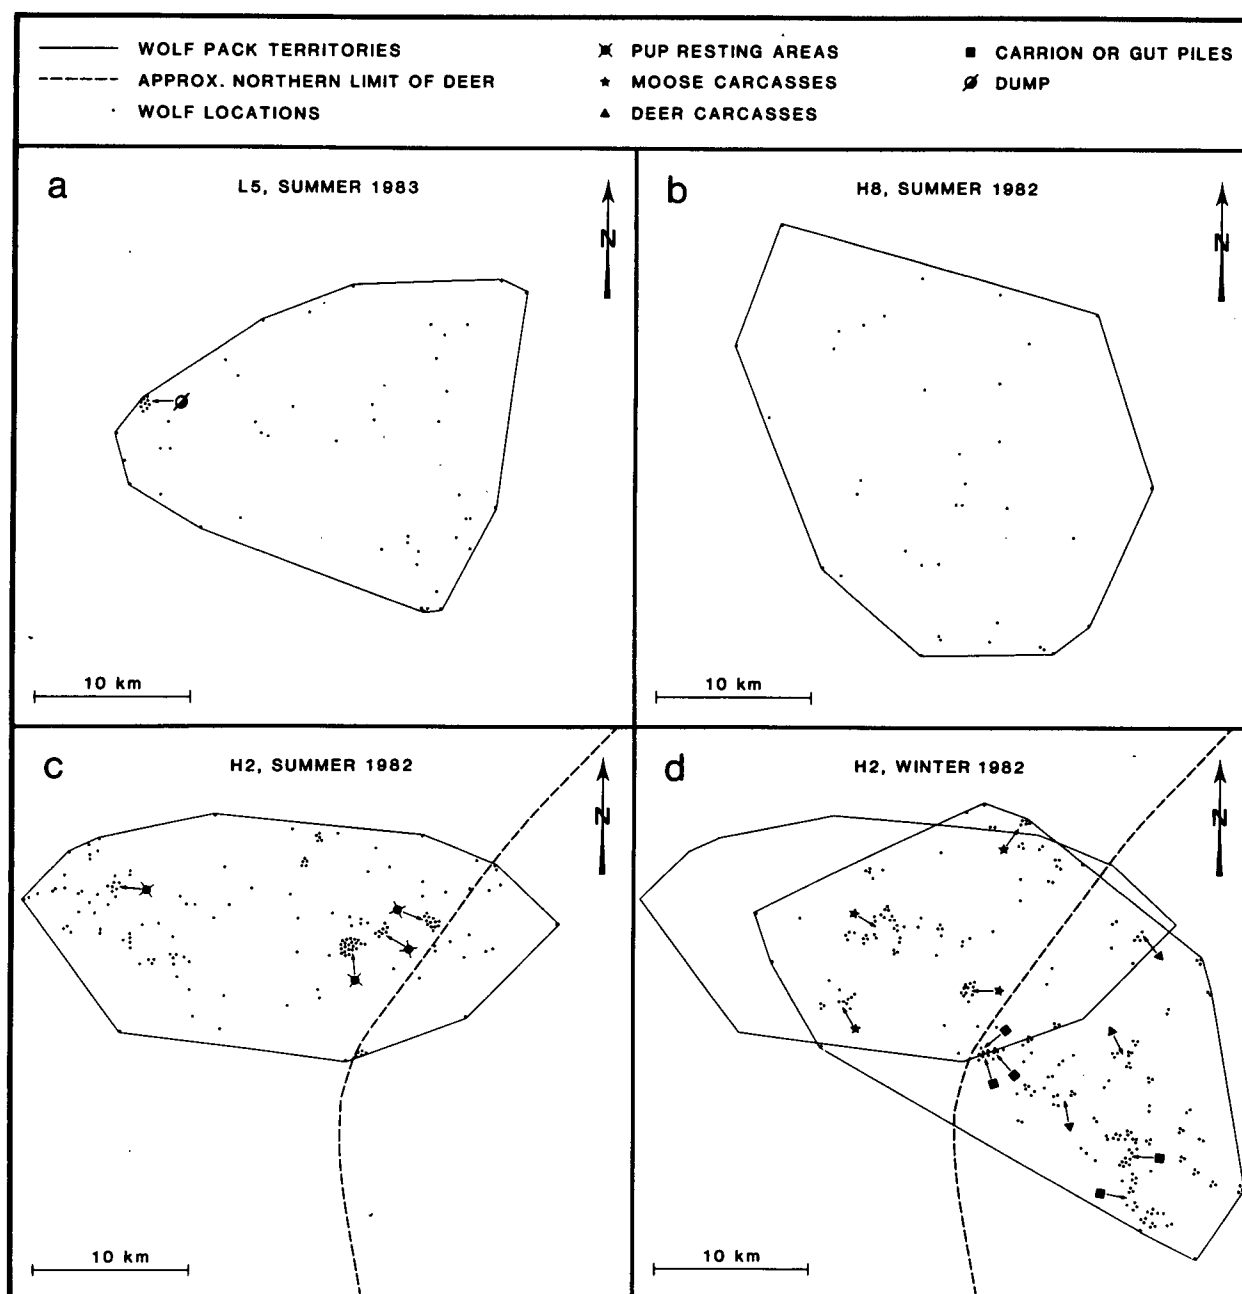 WOLF PACK TERRITORIES
APPROX. NORTHERN LIMIT OF DEER
WOLF LOCATIONS
PUP RESTING AREAS
MOOSE CARCASSES
DEER CARCASSES
CARRION OR GUT PILES
DUMP
a
L5, SUMMER 1983
N
10 km
b
H8, SUMMER 1982
N
10 km
c
H2, SUMMER 1982
N
10 km
d
H2, WINTER 1982
N
10 km